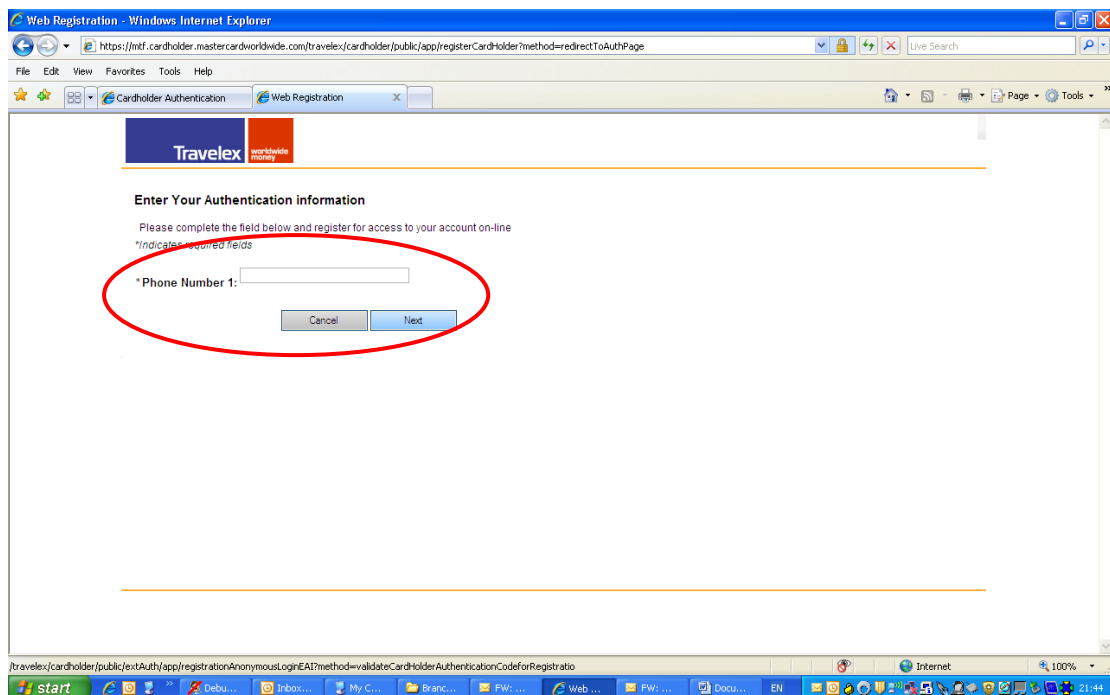 Web Registration - Windows Internet Explorer
https://mtf.cardholder.mastercardworldwide.com/travelex/cardholder/public/app/registerCardHolder?method=redirectToAuthPage
Live Search
File Edit View Favorites Tools Help
Cardholder Authentication Web Registration X Page Tools
Travelex worldwide money
Enter Your Authentication information
Please complete the field below and register for access to your account on-line
*Indicates required fields
*Phone Number 1:
Cancel Next
/travelex/cardholder/public/extAuth/app/registrationAnonymousLoginEAI?method=validateCardHolderAuthenticationCodeforRegistratio Internet 100%
start Debu... Inbox... My C... Branc... FW: ... Web ... FW: ... Docu... EN 21:44